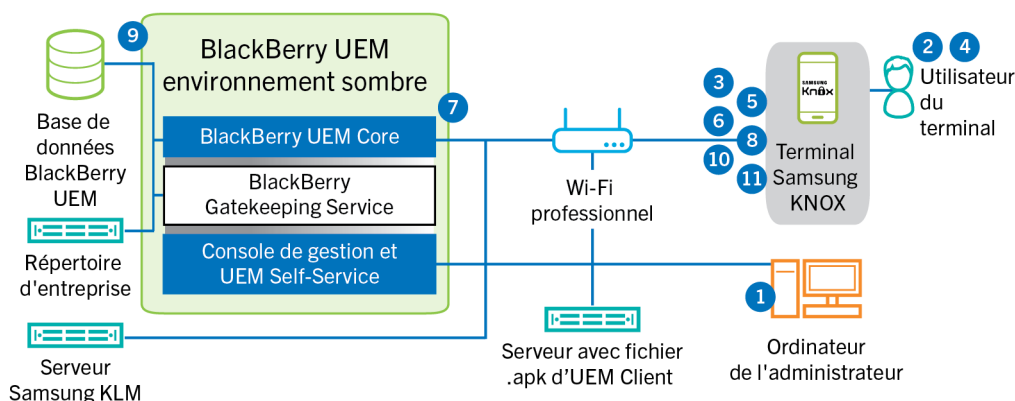 9
Base de
données
BlackBerry
UEM
Répertoire
d'entreprise
Serveur
Samsung KLM
BlackBerry UEM
environnement sombre
7
BlackBerry UEM Core
BlackBerry
Gatekeeping Service
Console de gestion et
UEM Self-Service
Wi-Fi
professionnel
Serveur avec fichier
.apk d’UEM Client
3
5
6
8
10
11
SAMSUNG
Knox
Terminal
Samsung
KNOX
2 4
Utilisateur
du
terminal
1
Ordinateur
de l'administrateur